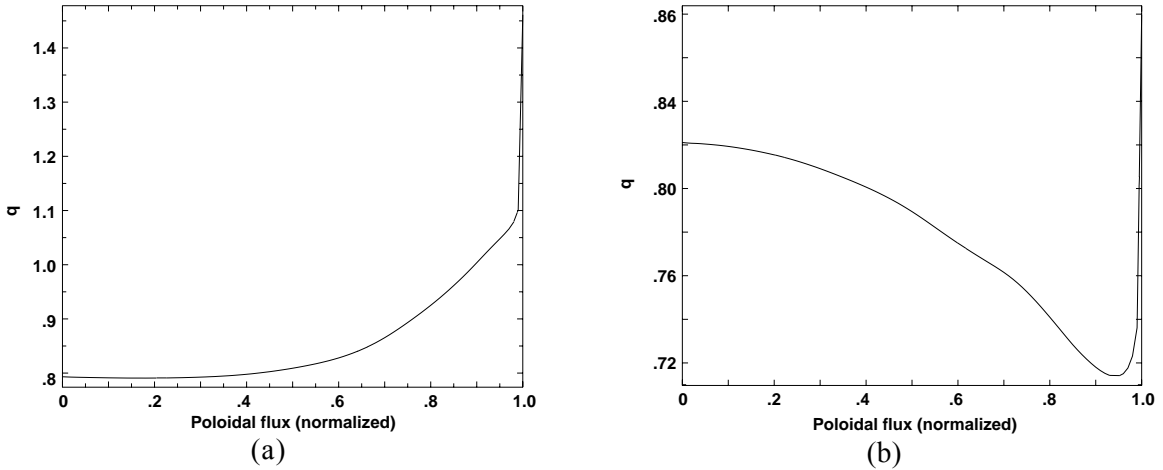 1.4
1.3
1.2
1.1
1.0
.9
.8
q
0 .2 .4 .6 .8 1.0
Poloidal flux (normalized)
(a)
.86
.84
.80
.76
.72
q
0 .2 .4 .6 .8 1.0
Poloidal flux (normalized)
(b)